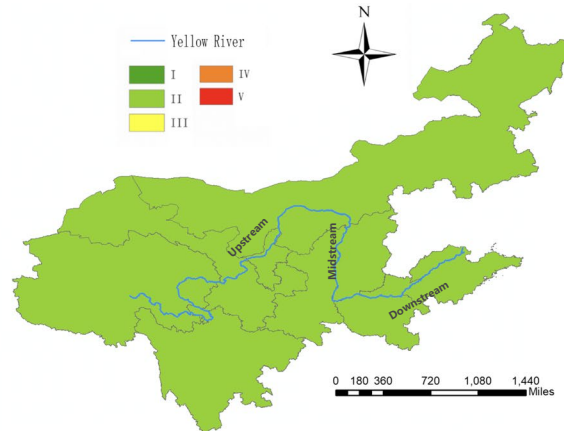 N
Yellow River
I
IV
II
V
III
Upstream
Midstream
Downstream
0 180 360 720 1,080 1,440
Miles